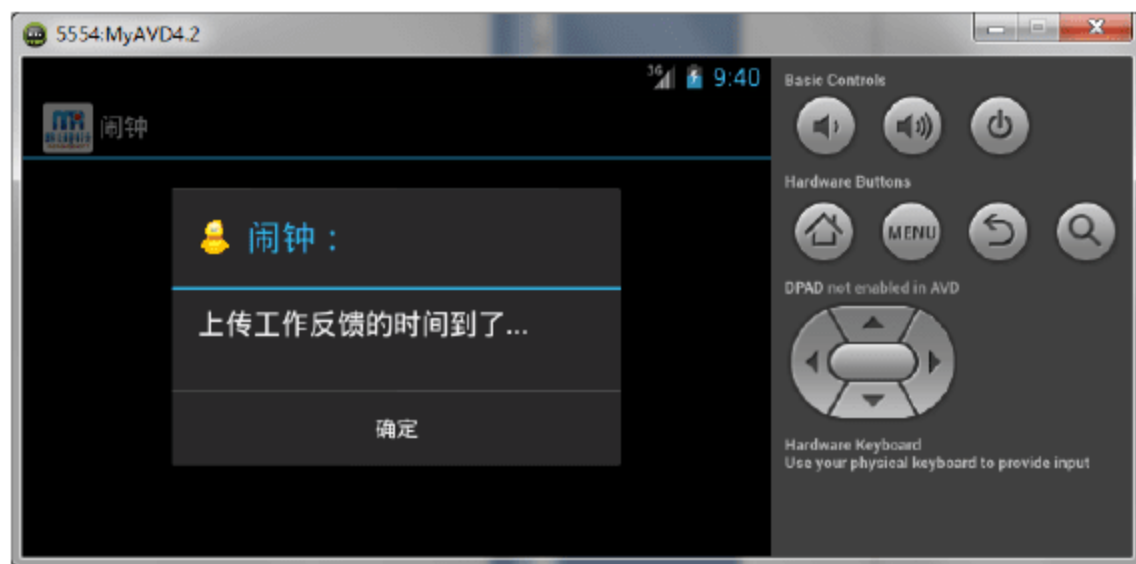 5554:MyAVD4.2
3G
9:40
闹钟
闹钟：
上传工作反馈的时间到了...
确定
Basic Controls
Hardware Buttons
MENU
DPAD not enabled in AVD
Hardware Keyboard
Use your physical keyboard to provide input